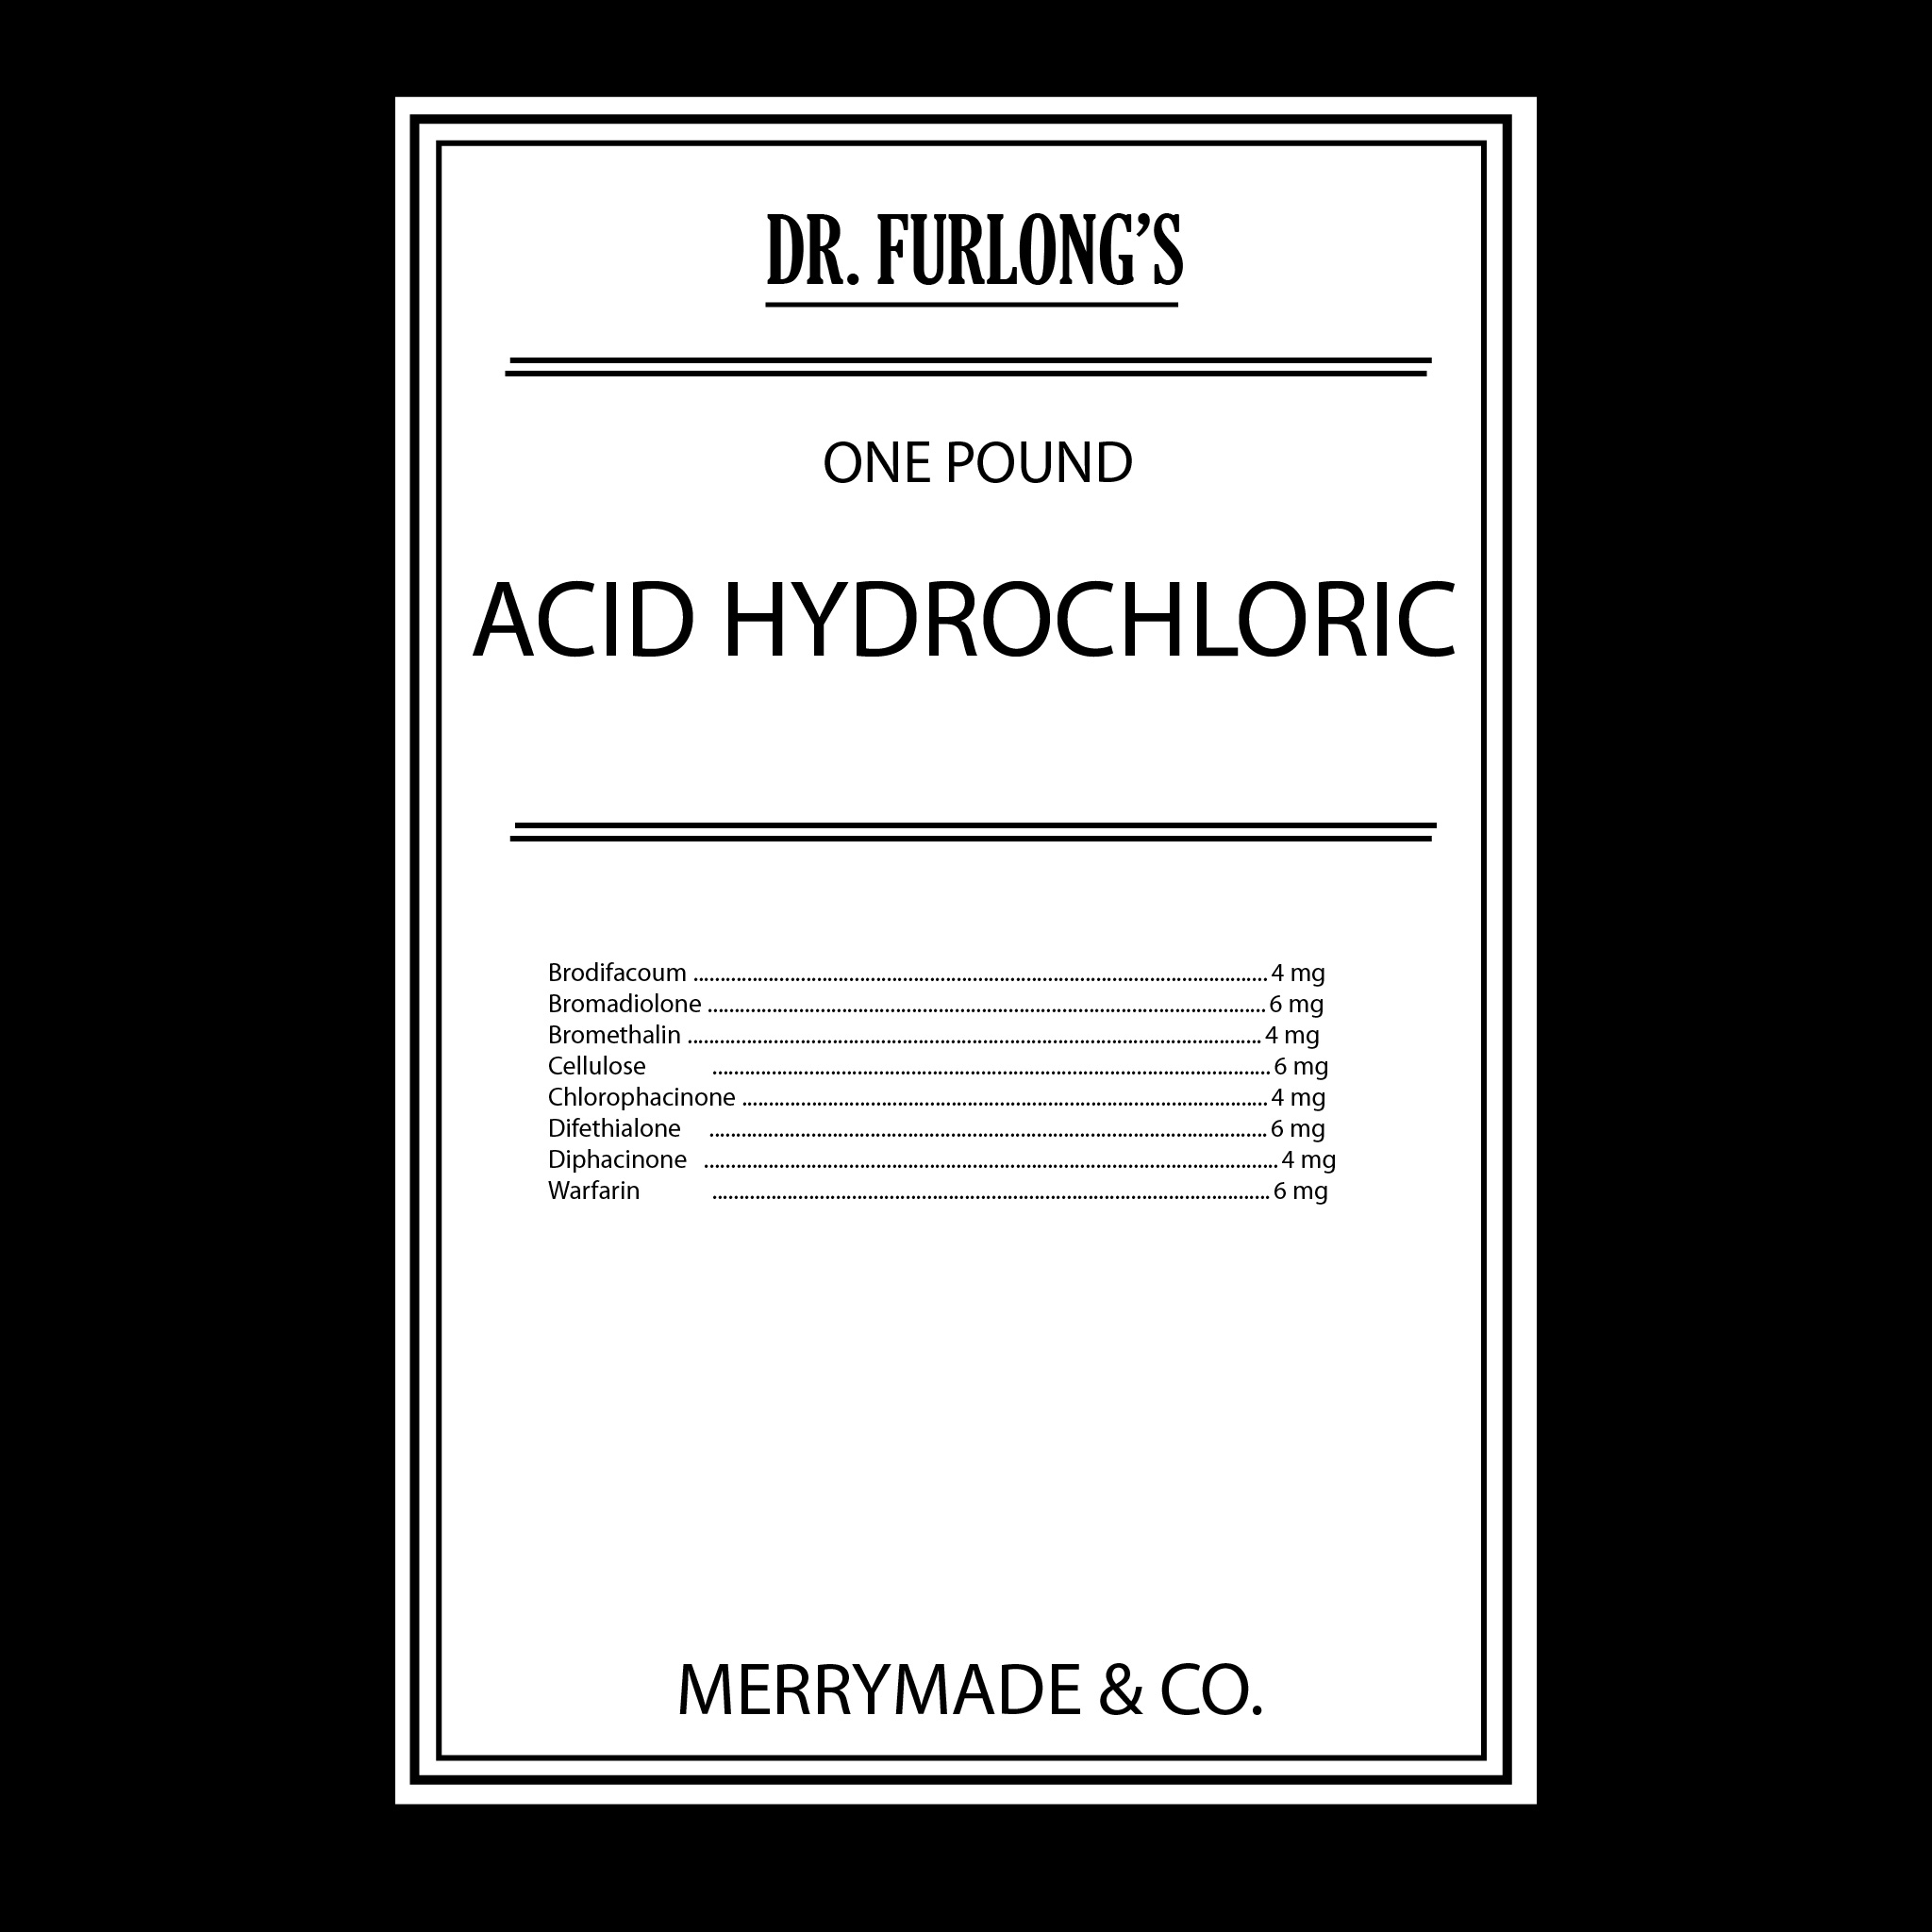 DR. FURLONG’S
ONE POUND
ACID HYDROCHLORIC
Brodifacoum ........................................................................................................... 4 mg
Bromadiolone ........................................................................................................ 6 mg
Bromethalin ........................................................................................................... 4 mg
Cellulose ........................................................................................................ 6 mg
Chlorophacinone .................................................................................................. 4 mg
Difethialone ........................................................................................................ 6 mg
Diphacinone ........................................................................................................... 4 mg
Warfarin ........................................................................................................ 6 mg
MERRYMADE & CO.